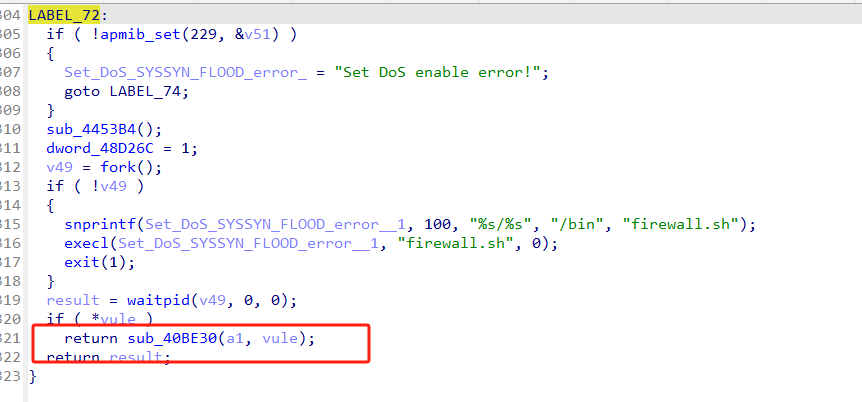 304 LABEL_72:
305 if ( !apmib_set(229, &v51) )
306 {
307 Set_DoS_SYSSYN_FLOOD_error_ = "Set DoS enable error!";
308 goto LABEL_74;
309 }
310 sub_4453B4();
311 dword_48D26C = 1;
312 v49 = fork();
313 if ( !v49 )
314 {
315 snprintf(Set_DoS_SYSSYN_FLOOD_error__1, 100, "%s/%s", "/bin", "firewall.sh");
316 execl(Set_DoS_SYSSYN_FLOOD_error__1, "firewall.sh", 0);
317 exit(1);
318 }
319 result = waitpid(v49, 0, 0);
320 if ( *vule )
321 return sub_40BE30(a1, vule);
322 return result;
323 }